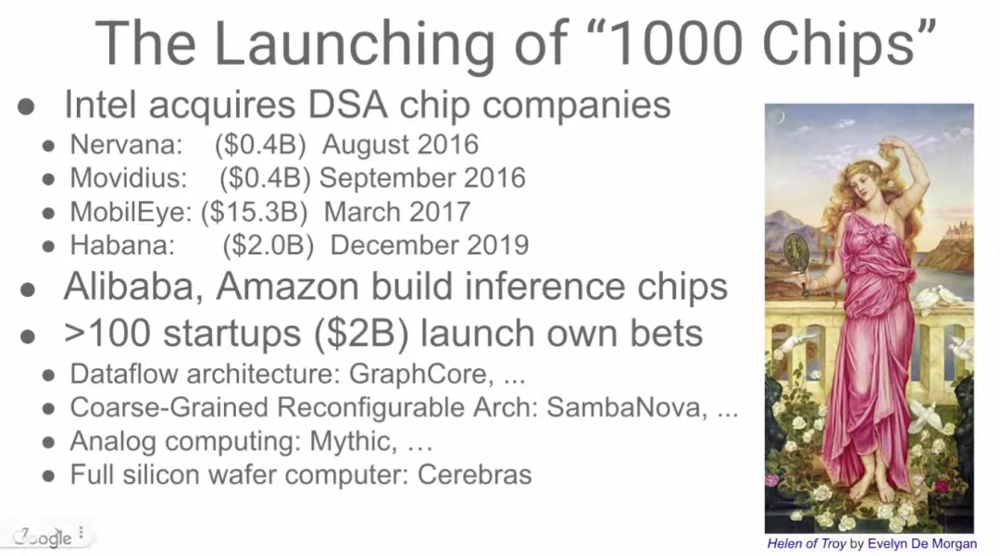 The Launching of “1000 Chips”
● Intel acquires DSA chip companies
● Nervana: ($0.4B) August 2016
● Movidius: ($0.4B) September 2016
● MobilEye: ($15.3B) March 2017
● Habana: ($2.0B) December 2019
● Alibaba, Amazon build inference chips
● >100 startups ($2B) launch own bets
● Dataflow architecture: GraphCore, ...
● Coarse-Grained Reconfigurable Arch: SambaNova, ...
● Analog computing: Mythic, …
● Full silicon wafer computer: Cerebras
Helen of Troy by Evelyn De Morgan